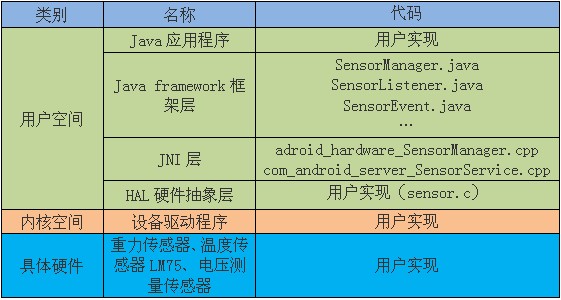 类别 名称 代码
用户空间
Java 应用程序 用户实现
Java framework 框
架层
SensorManager.java
SensorListener.java
SensorEvent.java
…
JNI 层
adroid_hardware_SensorManager.cpp
com_android_server_SensorService.cpp
HAL 硬件抽象层 用户实现（sensor.c）
内核空间 设备驱动程序 用户实现
具体硬件
重力传感器、温度传
感器 LM75、电压测
量传感器
用户实现